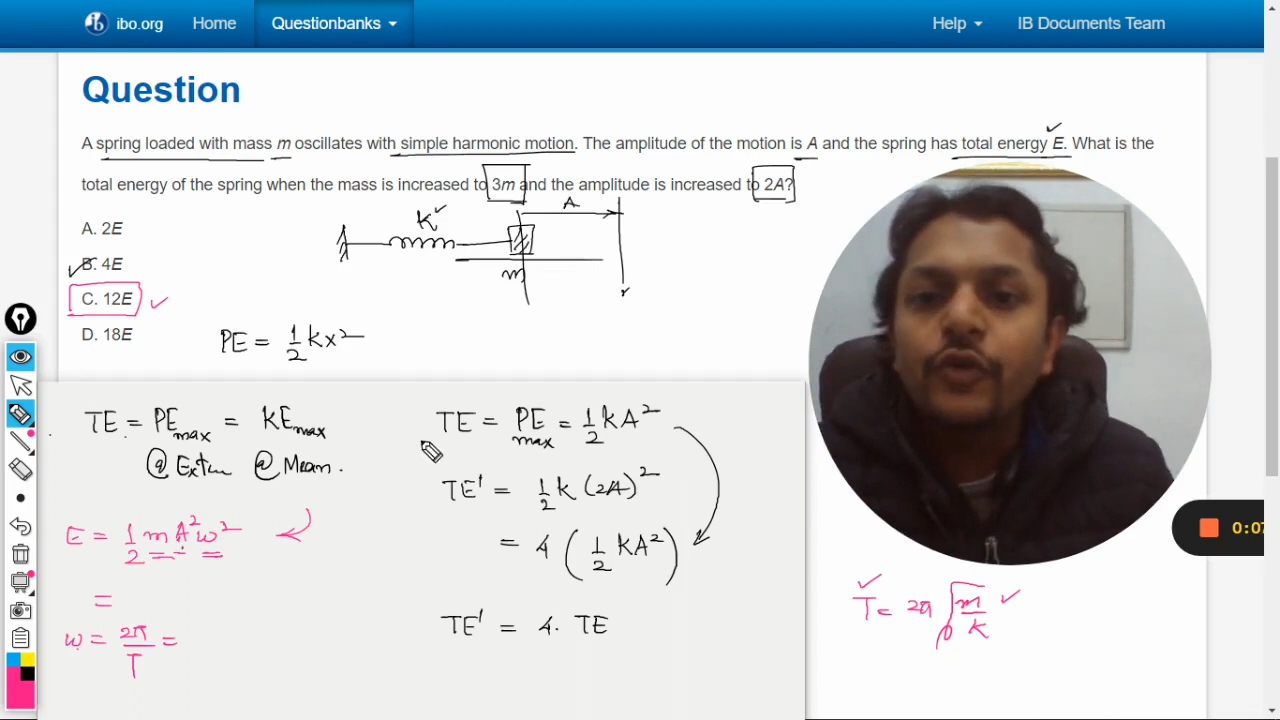 ibo.org Home Questionbanks Help IB Documents Team
Question
A spring loaded with mass m oscillates with simple harmonic motion. The amplitude of the motion is A and the spring has total energy E. What is the
total energy of the spring when the mass is increased to 3m and the amplitude is increased to 2A?
A. 2E
B. 4E
C. 12E
D. 18E
K
A
m
PE = 1/2 kx²
TE = PEmax = KEmax
@ Extm @ Mean.
E = 1/2 mA²ω²
=
ω = 2π/T =
TE = PEmax = 1/2 kA²
TE' = 1/2 k (2A)²
= 4 (1/2 KA²)
TE' = 4. TE
T = 2π √m/k
0:07